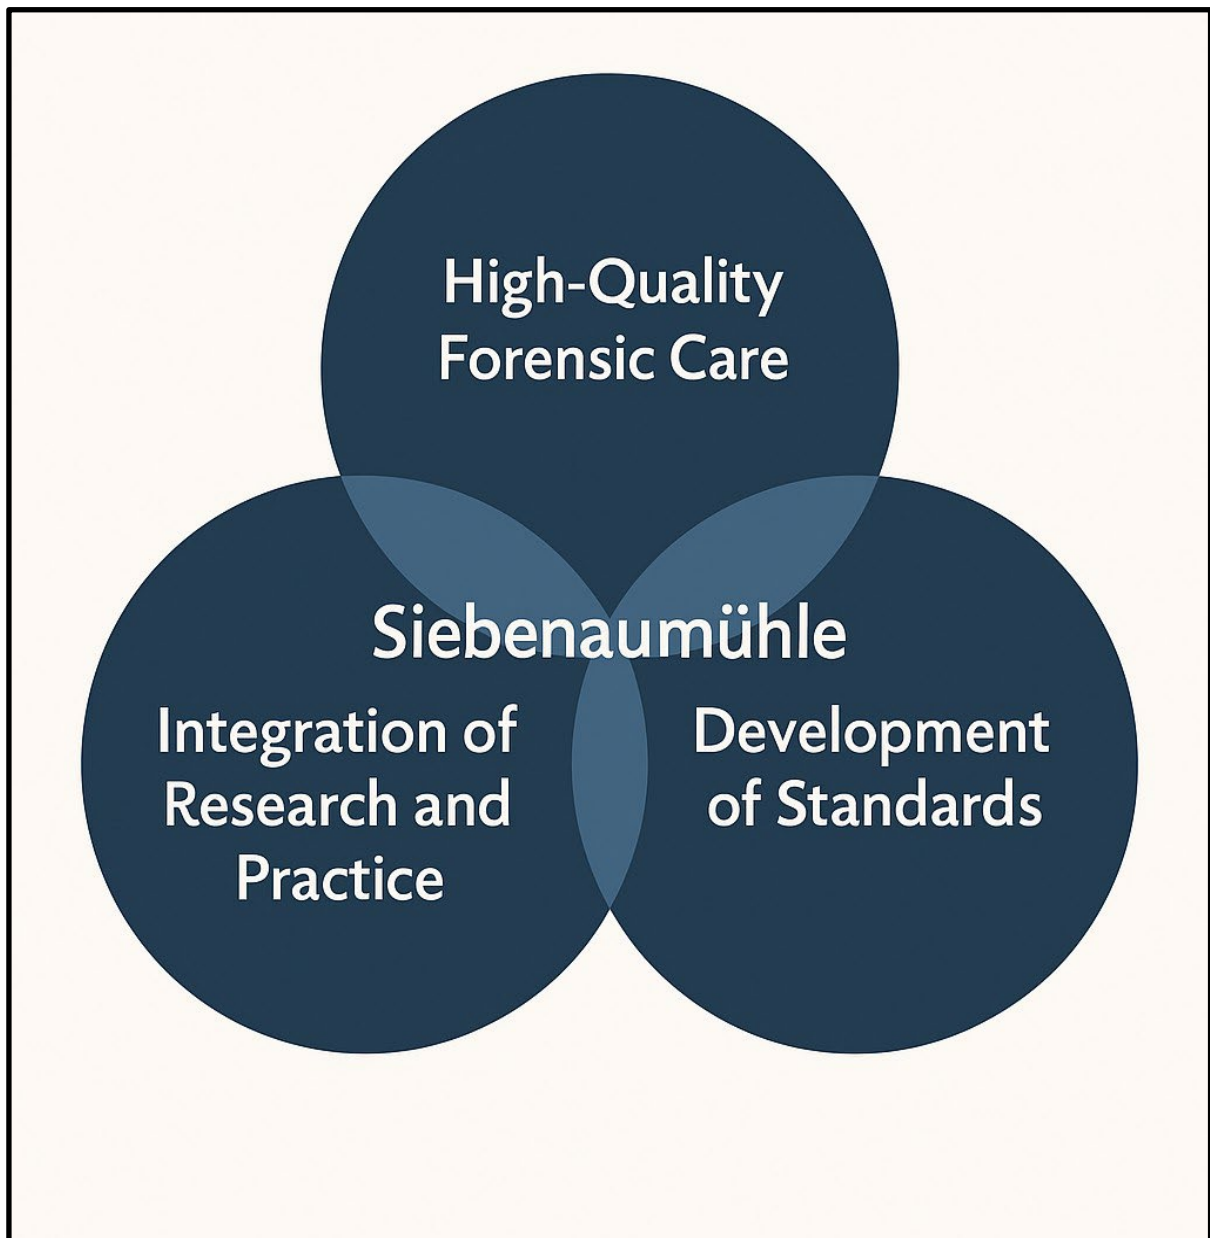 High-Quality
Forensic Care
Siebenaumühle
Integration of
Research and
Practice
Development
of Standards